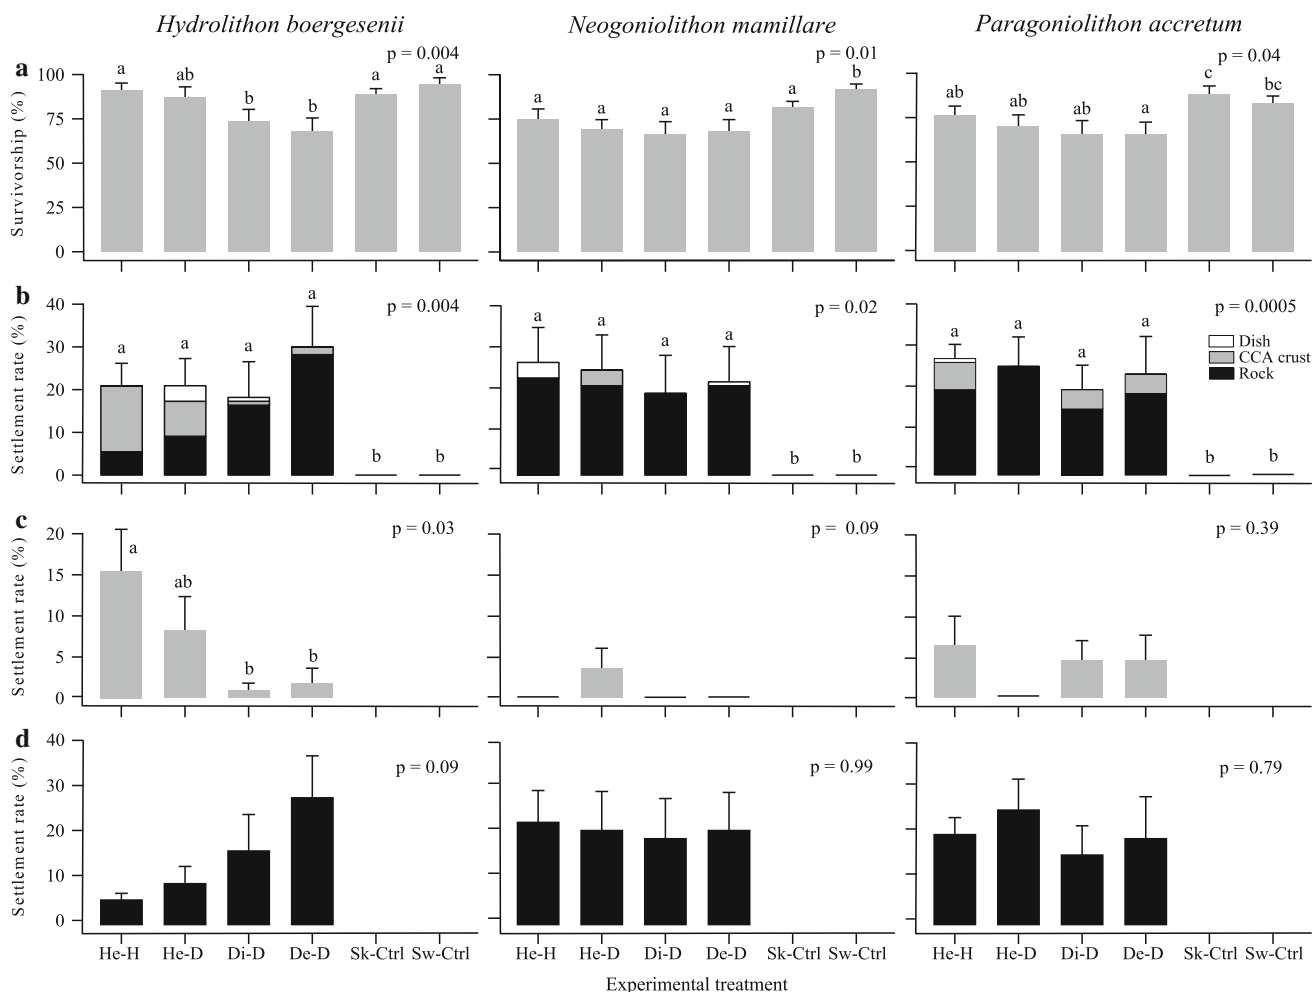 Hydrolithon boergesenii Neogoniolithon mamillare Paragoniolithon accretum
a
Survivorship (%)
100
75
50
25
0
p = 0.004
a ab b b a a
p = 0.01
a a a a a b
p = 0.04
ab ab ab a c bc
b
Settlement rate (%)
40
30
20
10
0
p = 0.004
a a a a b b
p = 0.02
a a a a b b
p = 0.0005
a a a a b b
Dish
CCA crust
Rock
c
Settlement rate (%)
20
15
10
5
0
p = 0.03
a ab b b
p = 0.09
p = 0.39
d
Settlement rate (%)
40
30
20
10
0
p = 0.09
p = 0.99
p = 0.79
He-H He-D Di-D De-D Sk-Ctrl Sw-Ctrl He-H He-D Di-D De-D Sk-Ctrl Sw-Ctrl He-H He-D Di-D De-D Sk-Ctrl Sw-Ctrl
Experimental treatment